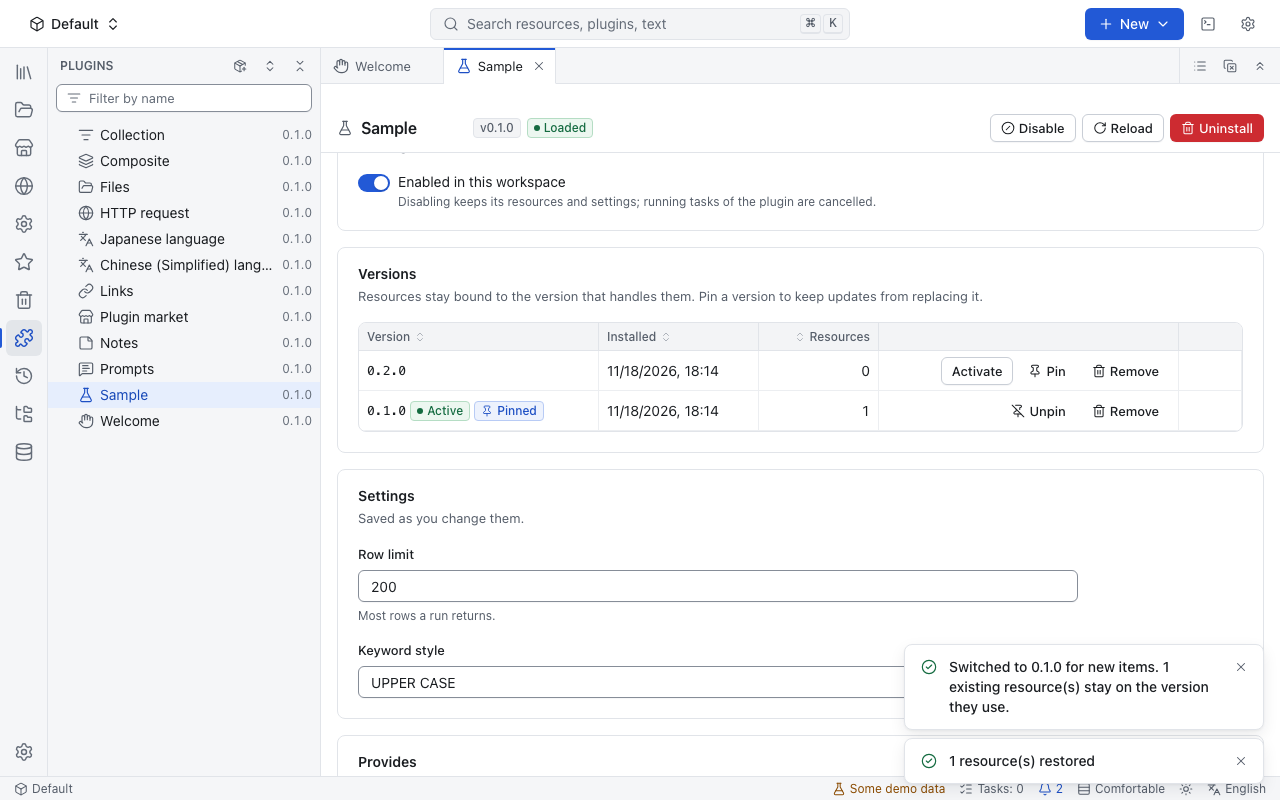 Default
Search resources, plugins, text
⌘ K
New
PLUGINS
Welcome
Sample
Filter by name
Collection 0.1.0
Composite 0.1.0
Files 0.1.0
HTTP request 0.1.0
Japanese language 0.1.0
Chinese (Simplified) lang... 0.1.0
Links 0.1.0
Plugin market 0.1.0
Notes 0.1.0
Prompts 0.1.0
Sample 0.1.0
Welcome 0.1.0
Sample v0.1.0 Loaded
Disable Reload Uninstall
Enabled in this workspace
Disabling keeps its resources and settings; running tasks of the plugin are cancelled.
Versions
Resources stay bound to the version that handles them. Pin a version to keep updates from replacing it.
Version Installed Resources
0.2.0 11/18/2026, 18:14 0 Activate Pin Remove
0.1.0 Active Pinned 11/18/2026, 18:14 1 Unpin Remove
Settings
Saved as you change them.
Row limit
200
Most rows a run returns.
Keyword style
UPPER CASE
Provides
Switched to 0.1.0 for new items. 1
existing resource(s) stay on the version
they use.
1 resource(s) restored
Default
Some demo data Tasks: 0 2 Comfortable English